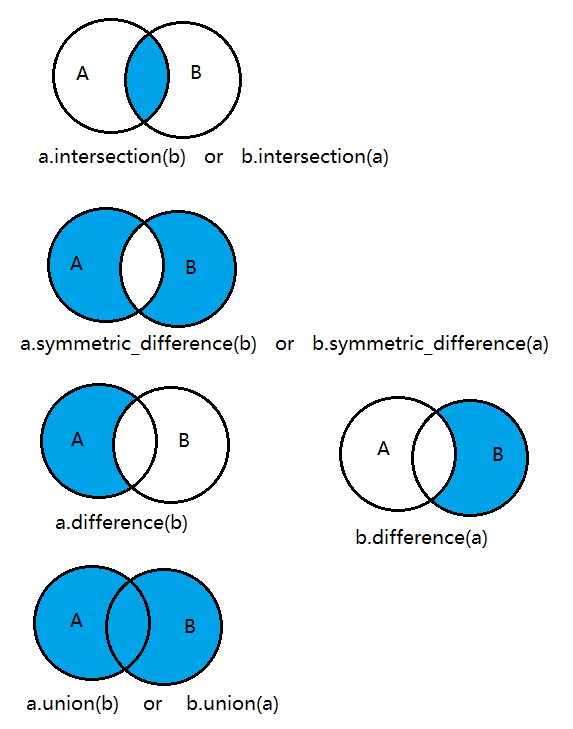 A B
a.intersection(b) or b.intersection(a)
A B
a.symmetric_difference(b) or b.symmetric_difference(a)
A B
a.difference(b)
A B
b.difference(a)
A B
a.union(b) or b.union(a)